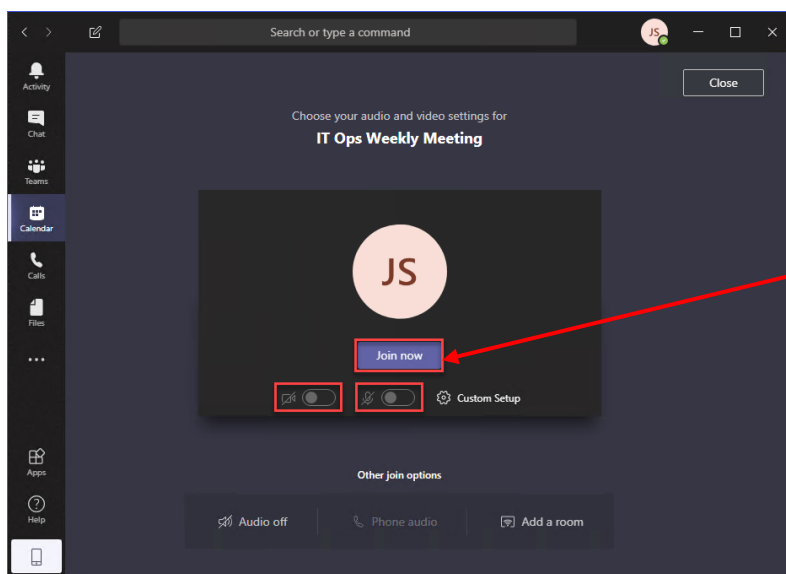 Search or type a command
JS
Activity
Chat
Teams
Calendar
Calls
Files
Apps
Help
Close
Choose your audio and video settings for
IT Ops Weekly Meeting
JS
Join now
Custom Setup
Other join options
Audio off
Phone audio
Add a room